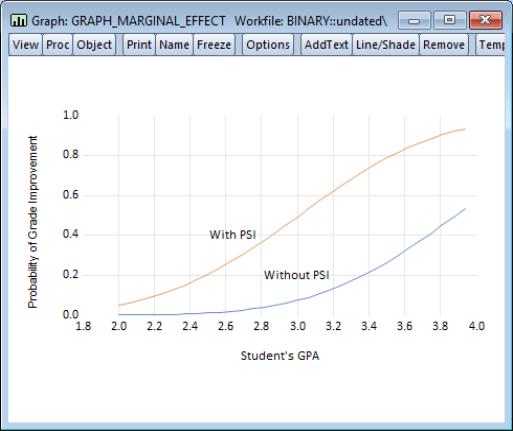 Graph: GRAPH_MARGINAL_EFFECT Workfile: BINARY::undated\
View Proc Object Print Name Freeze Options AddText Line/Shade Remove Temp
1.0
0.8
0.6
0.4
0.2
0.0
Probability of Grade Improvement
With PSI
Without PSI
1.8 2.0 2.2 2.4 2.6 2.8 3.0 3.2 3.4 3.6 3.8 4.0
Student's GPA